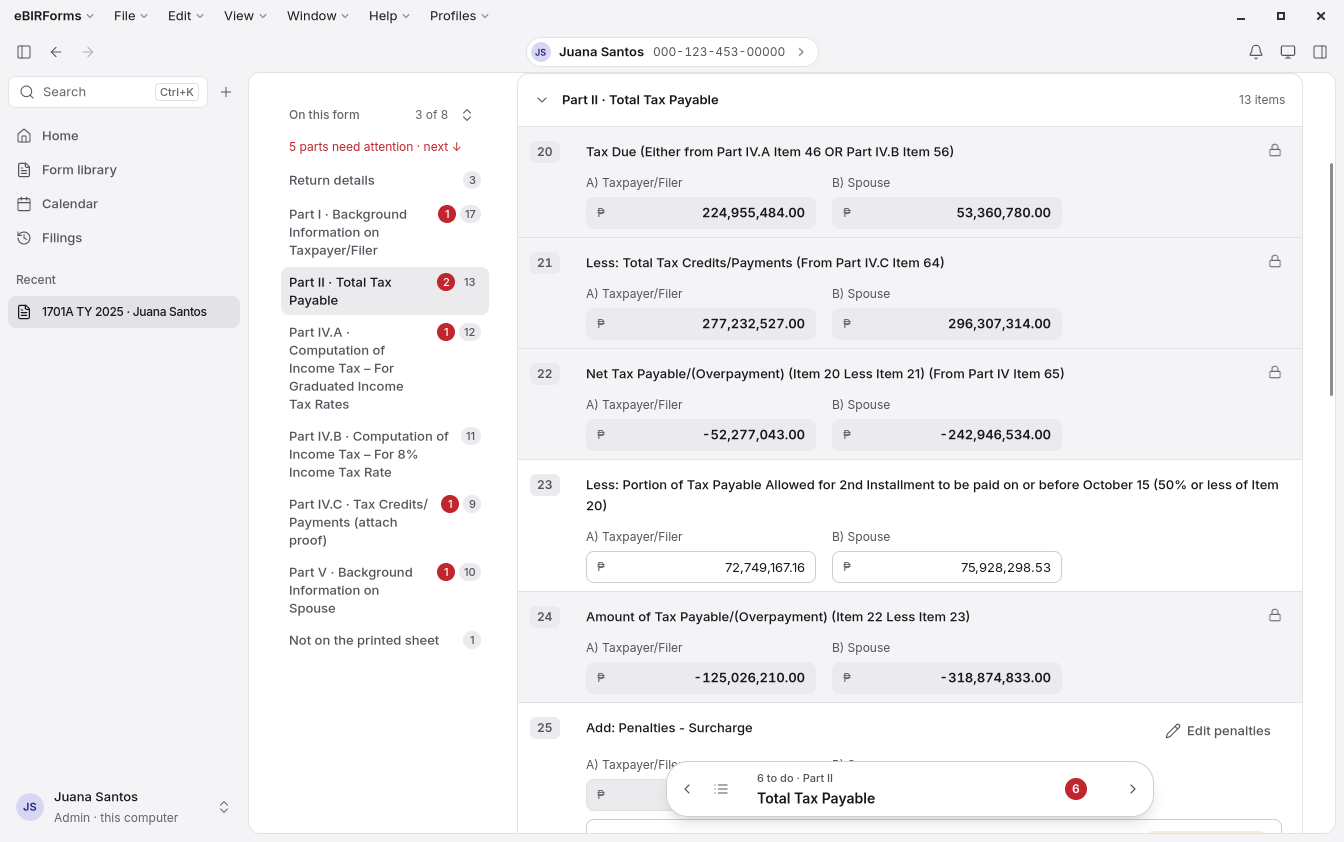 eBIRForms File Edit View Window Help Profiles
JS Juana Santos 000-123-453-00000
Search Ctrl+K
Home
Form library
Calendar
Filings
Recent
1701A TY 2025 · Juana Santos
JS Juana Santos
Admin · this computer
On this form 3 of 8
5 parts need attention · next ↓
Return details 3
Part I · Background 1 17
Information on
Taxpayer/Filer
Part II · Total Tax 2 13
Payable
Part IV.A · 1 12
Computation of
Income Tax – For
Graduated Income
Tax Rates
Part IV.B · Computation of 11
Income Tax – For 8%
Income Tax Rate
Part IV.C · Tax Credits/ 1 9
Payments (attach
proof)
Part V · Background 1 10
Information on
Spouse
Not on the printed sheet 1
Part II · Total Tax Payable 13 items
20 Tax Due (Either from Part IV.A Item 46 OR Part IV.B Item 56)
A) Taxpayer/Filer B) Spouse
₱ 224,955,484.00 ₱ 53,360,780.00
21 Less: Total Tax Credits/Payments (From Part IV.C Item 64)
A) Taxpayer/Filer B) Spouse
₱ 277,232,527.00 ₱ 296,307,314.00
22 Net Tax Payable/(Overpayment) (Item 20 Less Item 21) (From Part IV Item 65)
A) Taxpayer/Filer B) Spouse
₱ -52,277,043.00 ₱ -242,946,534.00
23 Less: Portion of Tax Payable Allowed for 2nd Installment to be paid on or before October 15 (50% or less of Item
20)
A) Taxpayer/Filer B) Spouse
₱ 72,749,167.16 ₱ 75,928,298.53
24 Amount of Tax Payable/(Overpayment) (Item 22 Less Item 23)
A) Taxpayer/Filer B) Spouse
₱ -125,026,210.00 ₱ -318,874,833.00
25 Add: Penalties - Surcharge Edit penalties
A) Taxpayer/Filer
₱
6 to do · Part II
Total Tax Payable 6